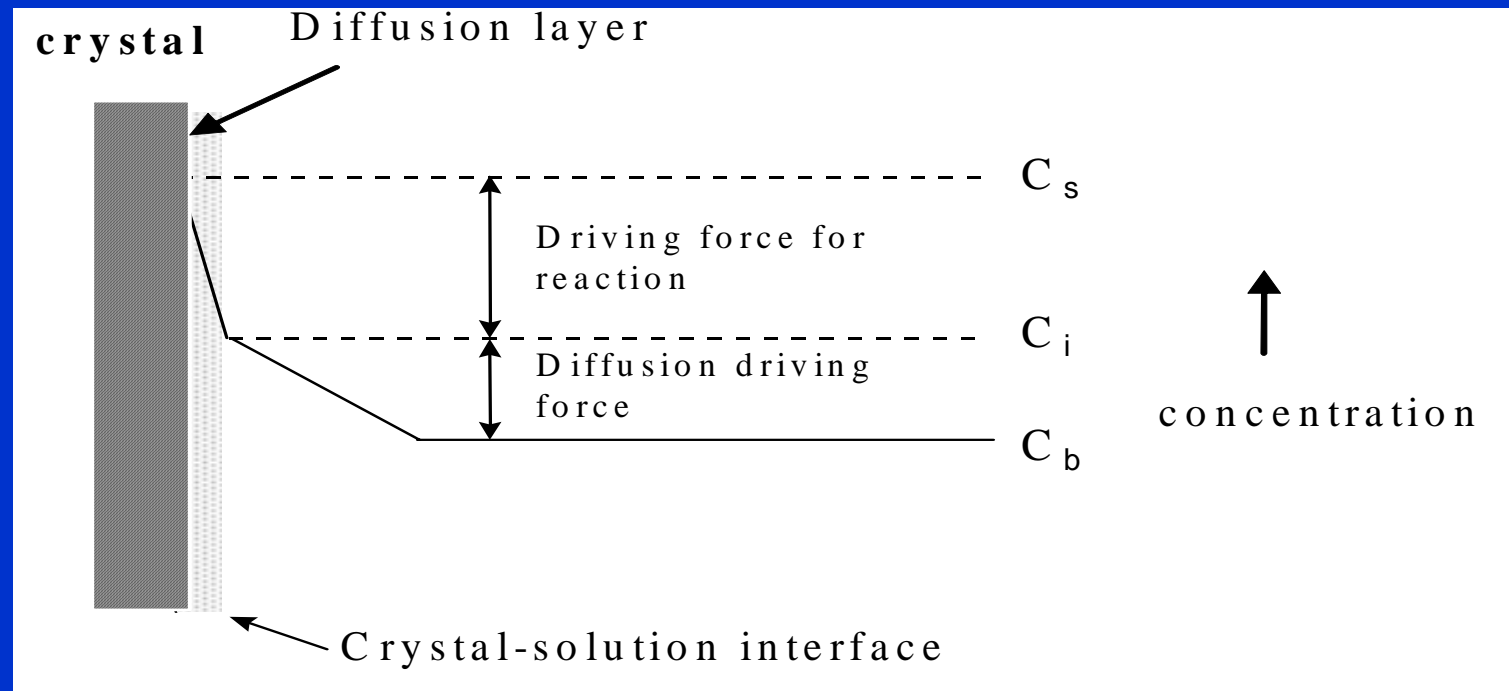 crystal
Diffusion layer
Cs
Driving force for
reaction
Ci
Diffusion driving
force
concentration
Cb
Crystal-solution interface